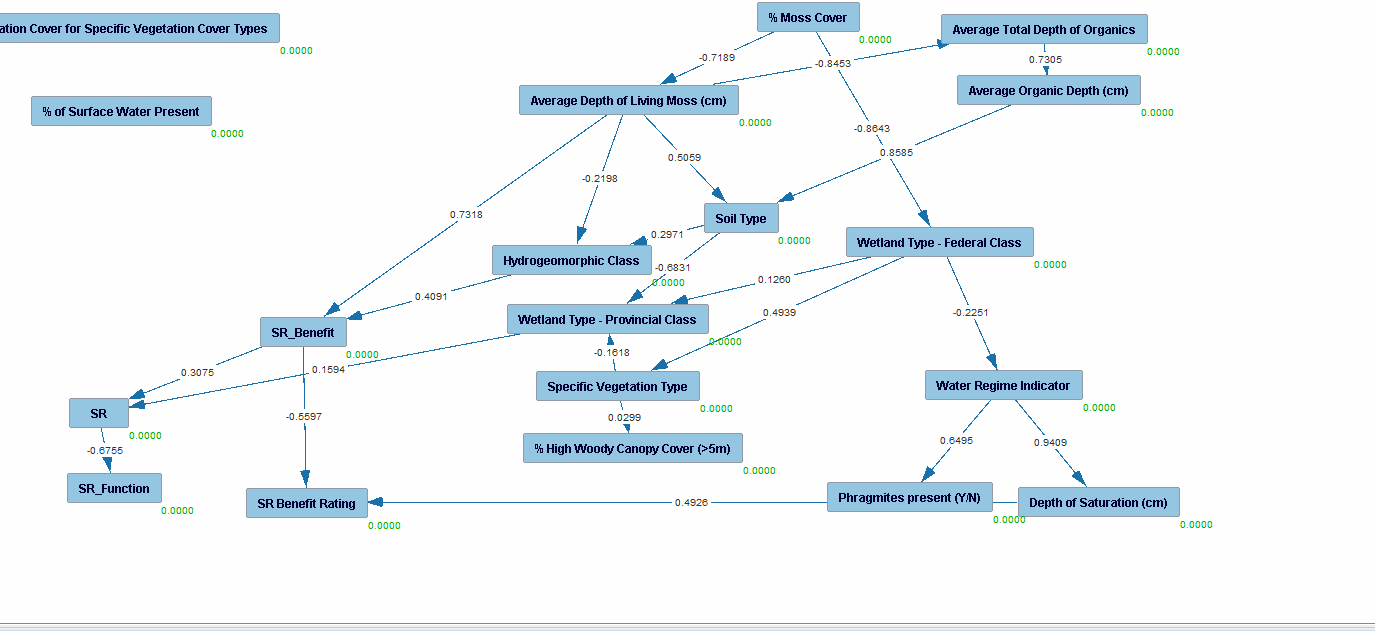 % Moss Cover
0.0000
ation Cover for Specific Vegetation Cover Types
0.0000
Average Total Depth of Organics
0.0000
-0.7189
-0.8453
0.7305
Average Depth of Living Moss (cm)
0.0000
Average Organic Depth (cm)
0.0000
% of Surface Water Present
0.0000
-0.8643
0.8585
0.5059
-0.2198
0.7318
Soil Type
0.0000
0.2971
Wetland Type - Federal Class
0.0000
Hydrogeomorphic Class
0.0000
-0.6831
0.1260
0.4091
0.4939
-0.2251
Wetland Type - Provincial Class
0.0000
SR_Benefit
0.0000
-0.1618
0.1594
0.3075
Specific Vegetation Type
0.0000
Water Regime Indicator
0.0000
SR
0.0000
-0.5597
0.0299
-0.6755
0.6495
0.9409
% High Woody Canopy Cover (>5m)
0.0000
SR_Function
0.0000
SR Benefit Rating
0.0000
0.4926
Phragmites present (Y/N)
0.0000
Depth of Saturation (cm)
0.0000